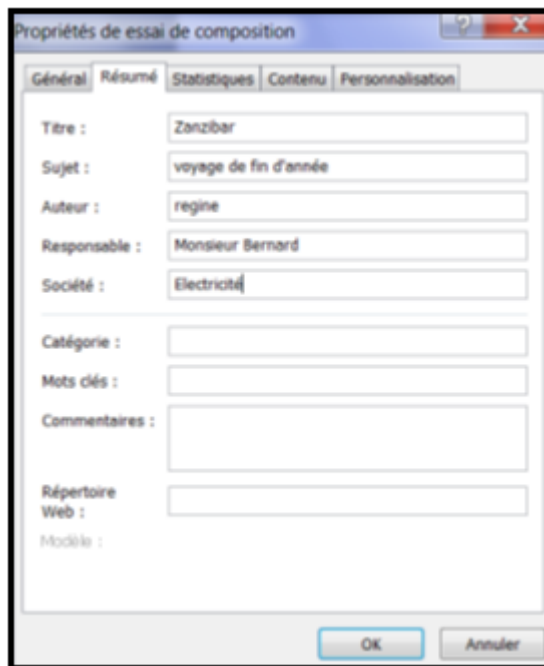 Propriétés de essai de composition
Général Résumé Statistiques Contenu Personnalisation
Titre : Zanzibar
Sujet : voyage de fin d'année
Auteur : regine
Responsable : Monsieur Bernard
Société : Electricité
Catégorie :
Mots clés :
Commentaires :
Répertoire
Web :
Modèle :
OK Annuler